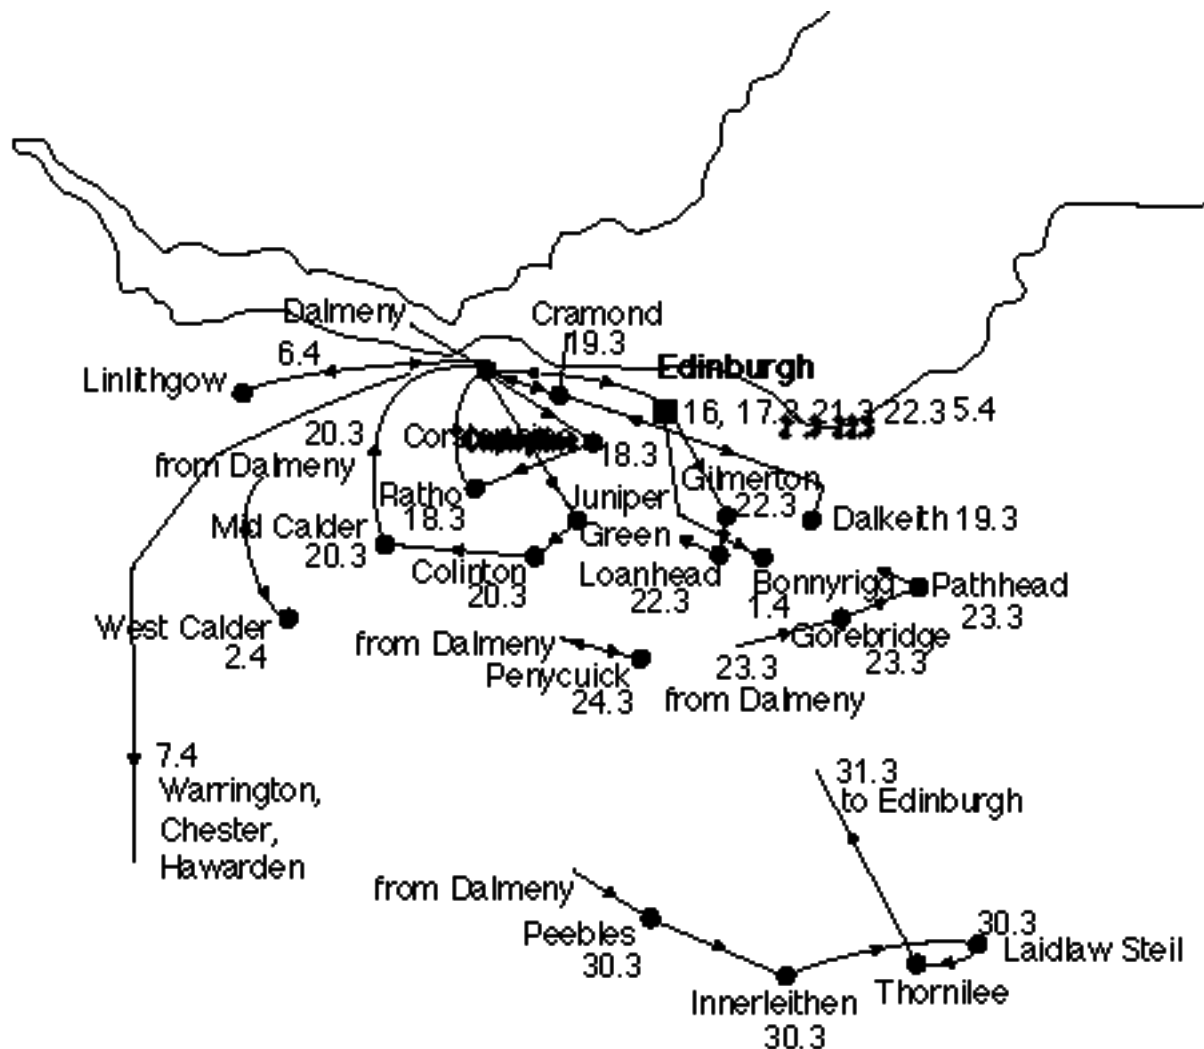 Dalmeny
Cramond
19.3
6.4
Linlithgow
Edinburgh
16, 17.3 21.3 22.3 5.4
20.3
from Dalmeny
18.3
Gilmerton
22.3
Ratho
18.3
Juniper
Green
Dalkeith 19.3
Mid Calder
20.3
Colinton
20.3
Loanhead
22.3
Bonnyrigg
1.4
Pathhead
23.3
West Calder
2.4
from Dalmeny
Penycuick
24.3
Gorebridge
23.3
23.3
from Dalmeny
7.4
Warrington,
Chester,
Hawarden
31.3
to Edinburgh
from Dalmeny
Peebles
30.3
30.3
Laidlaw Steil
Innerleithen
30.3
Thornilee